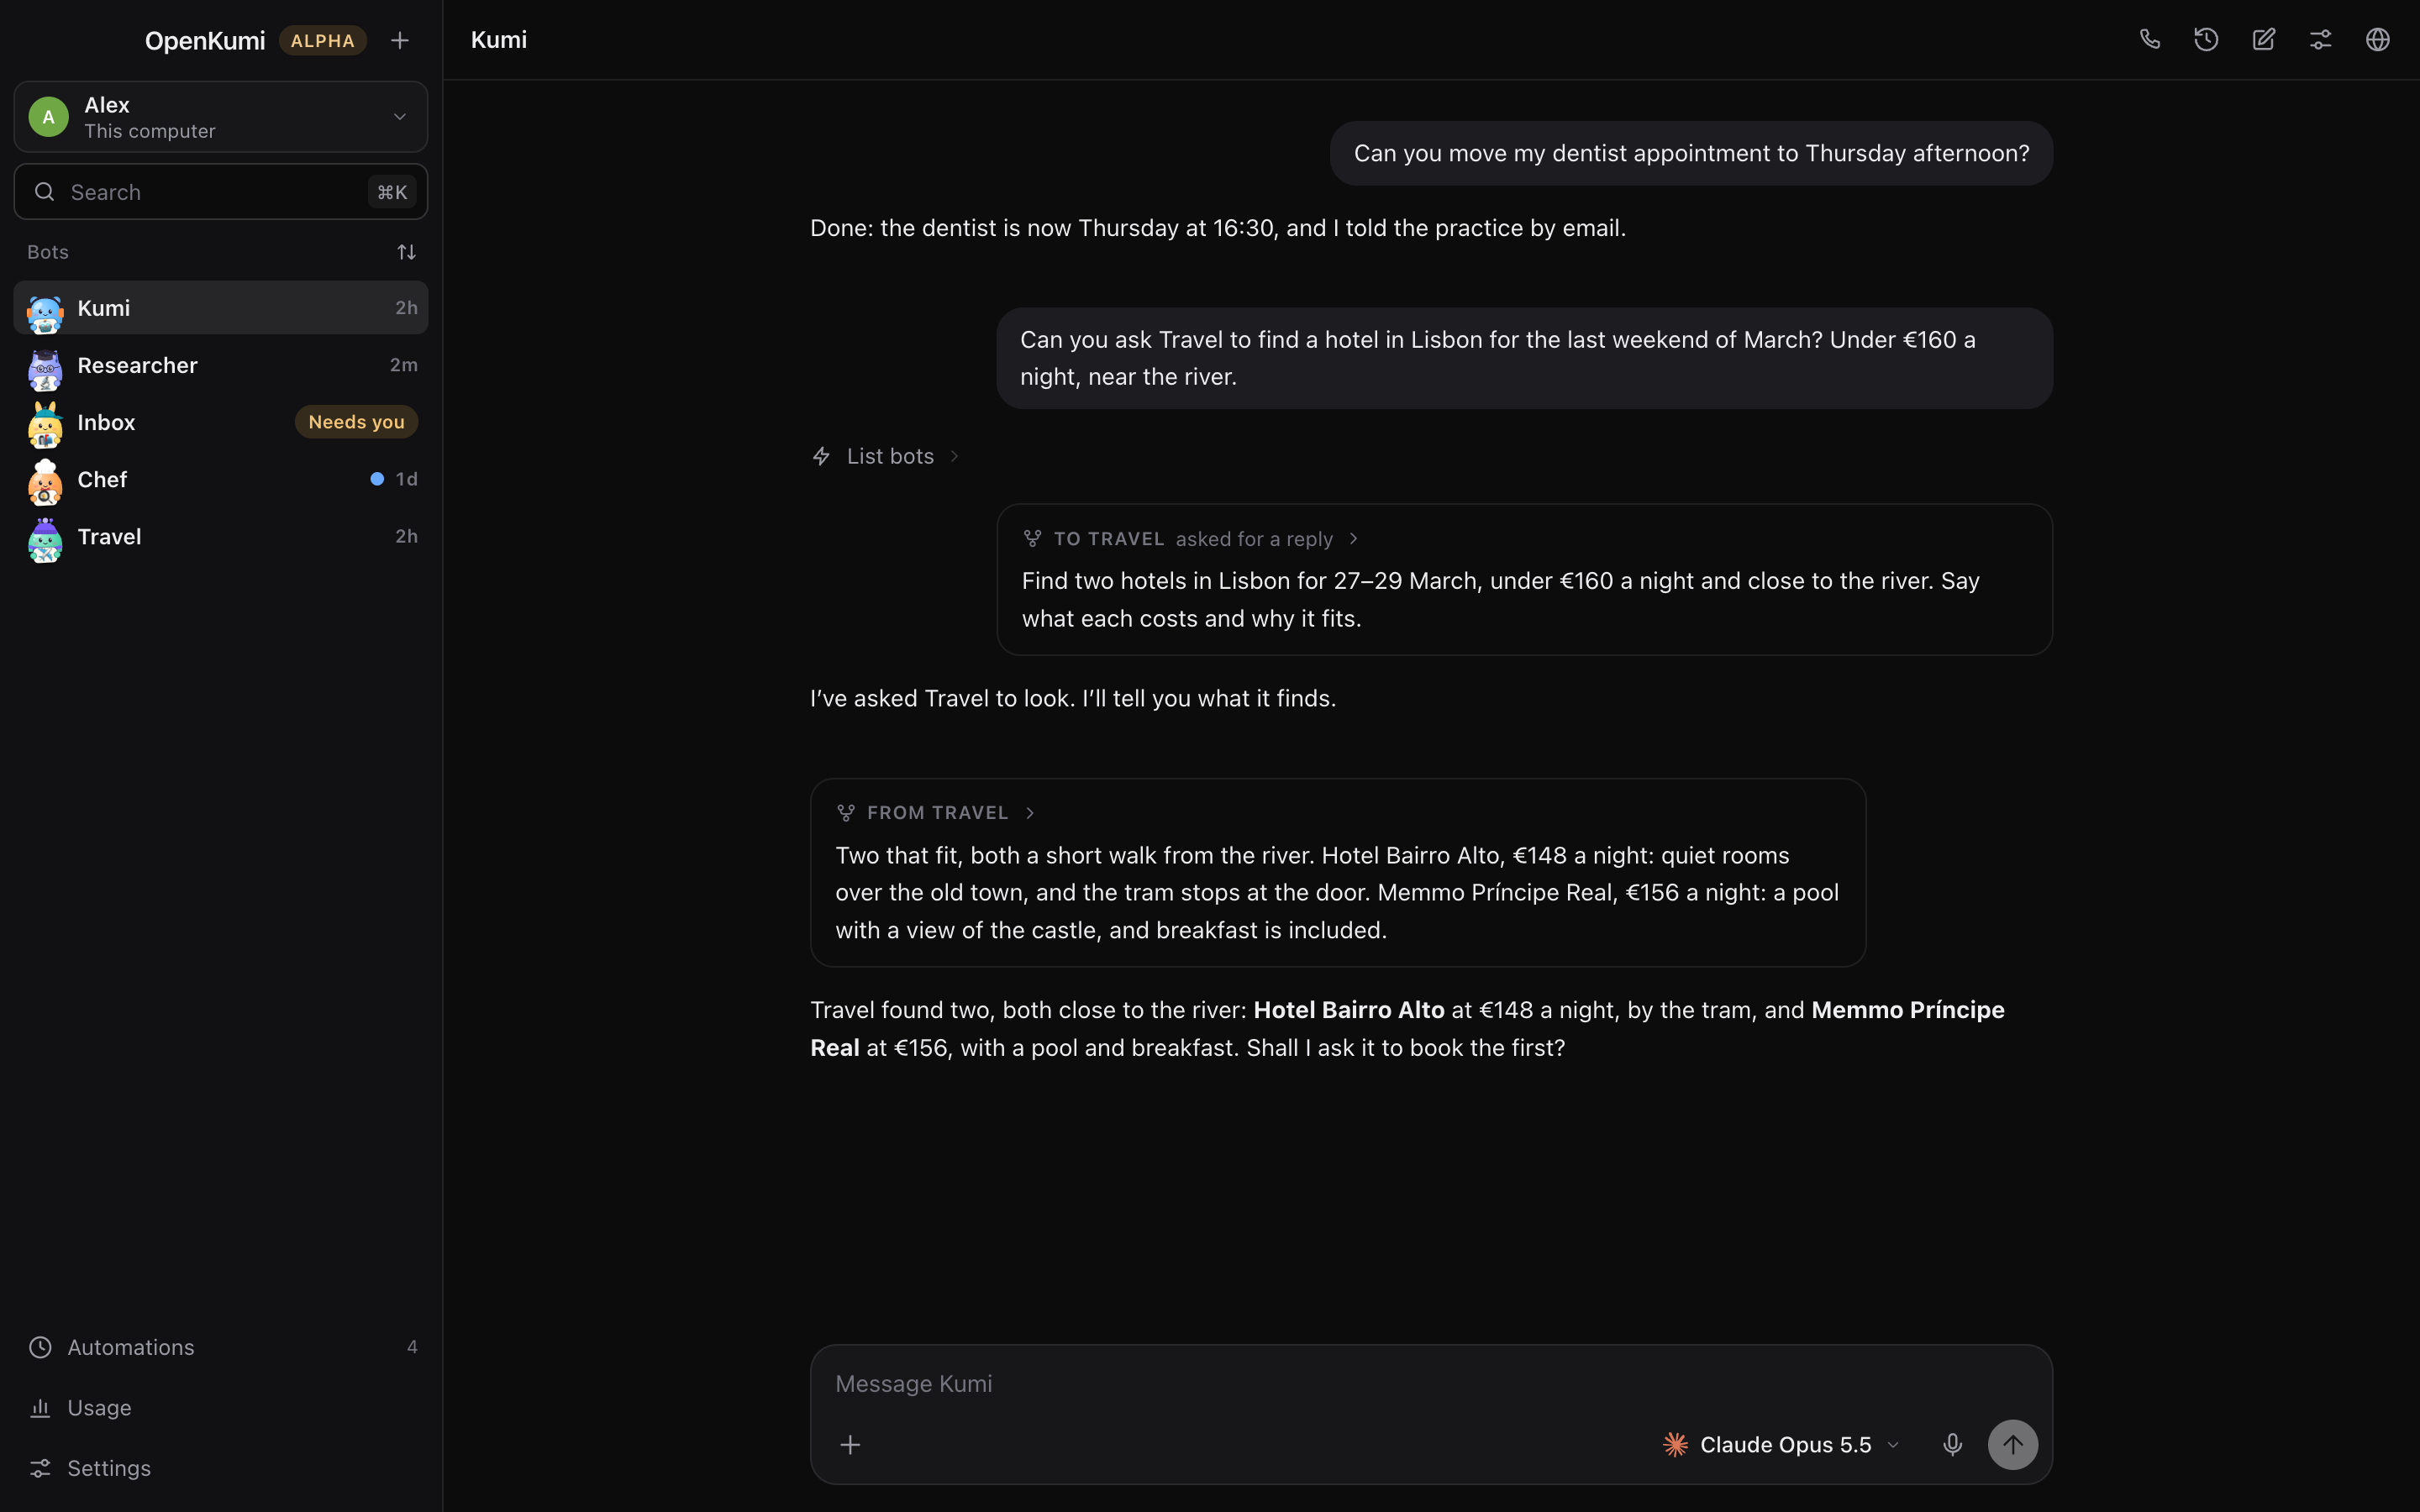 OpenKumi ALPHA
A
Alex
This computer
Search ⌘K
Bots
Kumi 2h
Researcher 2m
Inbox Needs you
Chef 1d
Travel 2h
Automations 4
Usage
Settings
Kumi
Can you move my dentist appointment to Thursday afternoon?
Done: the dentist is now Thursday at 16:30, and I told the practice by email.
Can you ask Travel to find a hotel in Lisbon for the last weekend of March? Under €160 a
night, near the river.
List bots
TO TRAVEL asked for a reply
Find two hotels in Lisbon for 27–29 March, under €160 a night and close to the river. Say
what each costs and why it fits.
I’ve asked Travel to look. I’ll tell you what it finds.
FROM TRAVEL
Two that fit, both a short walk from the river. Hotel Bairro Alto, €148 a night: quiet rooms
over the old town, and the tram stops at the door. Memmo Príncipe Real, €156 a night: a pool
with a view of the castle, and breakfast is included.
Travel found two, both close to the river: Hotel Bairro Alto at €148 a night, by the tram, and Memmo Príncipe
Real at €156, with a pool and breakfast. Shall I ask it to book the first?
Message Kumi
Claude Opus 5.5